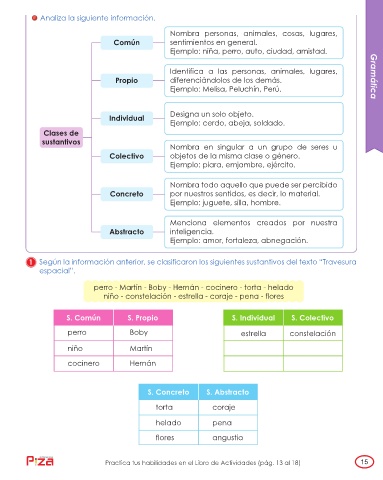 Analiza la siguiente información.
Gramática
Clases de
sustantivos
Común
Nombra personas, animales, cosas, lugares,
sentimientos en general.
Ejemplo: niña, perro, auto, ciudad, amistad.
Propio
Identifica a las personas, animales, lugares,
diferenciándolos de los demás.
Ejemplo: Melisa, Peluchín, Perú.
Individual
Designa un solo objeto.
Ejemplo: cerdo, abeja, soldado.
Colectivo
Nombra en singular a un grupo de seres u
objetos de la misma clase o género.
Ejemplo: piara, emjambre, ejército.
Concreto
Nombra todo aquello que puede ser percibido
por nuestros sentidos, es decir, lo material.
Ejemplo: juguete, silla, hombre.
Abstracto
Menciona elementos creados por nuestra
inteligencia.
Ejemplo: amor, fortaleza, abnegación.
1 Según la información anterior, se clasificaron los siguientes sustantivos del texto “Travesura
espacial”.
perro - Martín - Boby - Hernán - cocinero - torta - helado
niño - constelación - estrella - coraje - pena - flores
S. Común S. Propio
perro Boby
niño Martín
cocinero Hernán
S. Individual S. Colectivo
estrella constelación
S. Concreto S. Abstracto
torta coraje
helado pena
flores angustia
Practica tus habilidades en el Libro de Actividades (pág. 13 al 18)
15